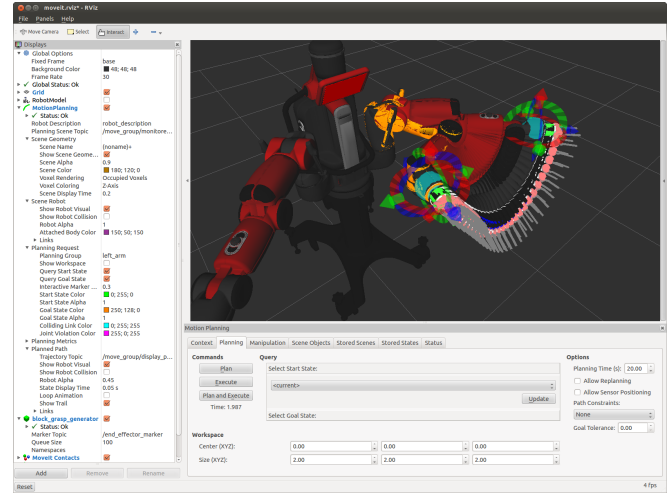 moveit.rviz* - RViz
File Panels Help
Move Camera Select Interact
Displays
Global Options
Fixed Frame base
Background Color 48; 48; 48
Frame Rate 30
Global Status: Ok
Grid
RobotModel
MotionPlanning
Status: Ok
Robot Description robot_description
Planning Scene Topic /move_group/monitore...
Scene Geometry
Scene Name (noname)+
Show Scene Geome...
Scene Alpha 0.9
Scene Color 180; 120; 0
Voxel Rendering Occupied Voxels
Voxel Coloring Z-Axis
Scene Display Time 0.2
Scene Robot
Show Robot Visual
Show Robot Collision
Robot Alpha 1
Attached Body Color 150; 50; 150
Links
Planning Request
Planning Group left_arm
Show Workspace
Query Start State
Query Goal State
Interactive Marker ... 0.3
Start State Color 0; 255; 0
Start State Alpha 1
Goal State Color 250; 128; 0
Goal State Alpha 1
Colliding Link Color 0; 255; 255
Joint Violation Color 255; 0; 255
Planning Metrics
Planned Path
Trajectory Topic /move_group/display_p...
Show Robot Visual
Show Robot Collision
Robot Alpha 0.45
State Display Time 0.05 s
Loop Animation
Show Trail
Links
block_grasp_generator
Status: Ok
Marker Topic /end_effector_marker
Queue Size 100
Namespaces
MoveIt Contacts
Add Remove Rename
Reset
Motion Planning
Context Planning Manipulation Scene Objects Stored Scenes Stored States Status
Commands Query Options
Plan Select Start State: Planning Time (s): 20.00
Execute <current> Allow Replanning
Plan and Execute Update Allow Sensor Positioning
Time: 1.987 Path Constraints:
Select Goal State: None
Goal Tolerance: 0.00
Workspace
Center (XYZ): 0.00 0.00 0.00
Size (XYZ): 2.00 2.00 2.00
4 fps